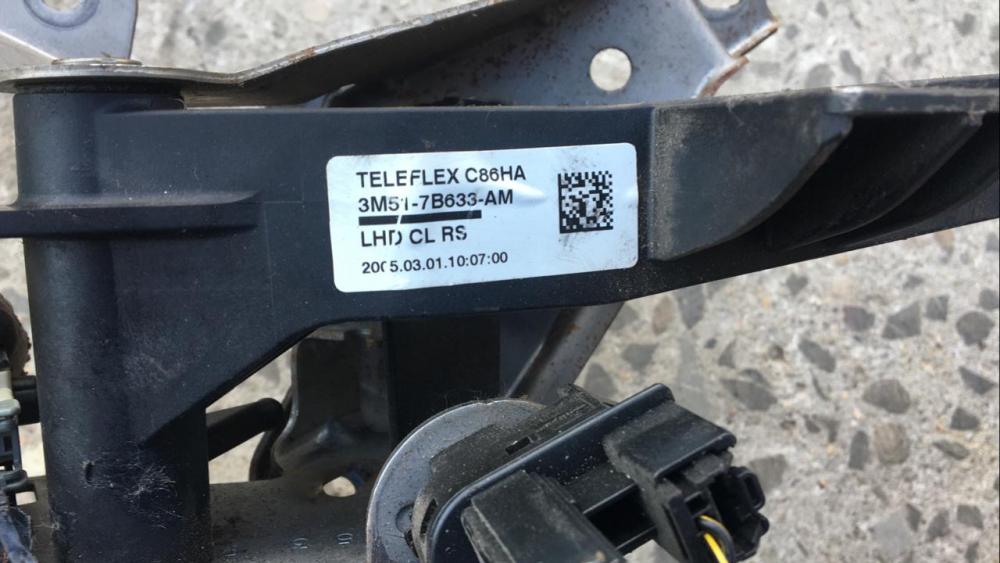 TELEFLEX C86HA
3M51-7B633-AM
LHD CL RS
2005.03.01.10:07:00